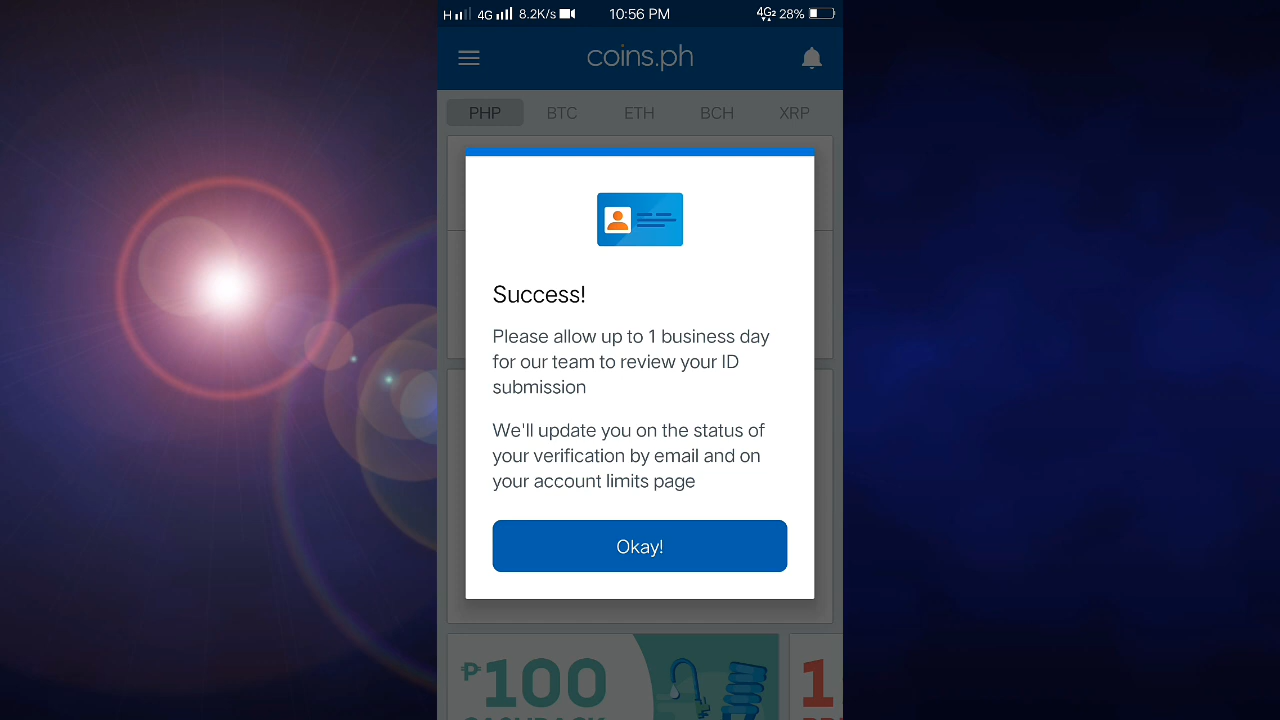 H 4G 8.2K/s 10:56 PM 4G2 28%
coins.ph
PHP BTC ETH BCH XRP
Success!
Please allow up to 1 business day
for our team to review your ID
submission
We'll update you on the status of
your verification by email and on
your account limits page
Okay!
₱100
CASHBACK